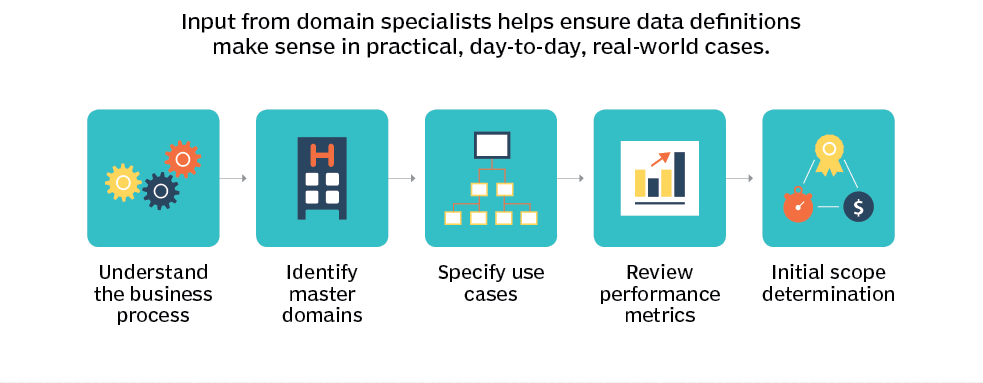 Input from domain specialists helps ensure data definitions
make sense in practical, day-to-day, real-world cases.
Understand
the business
process
Identify
master
domains
Specify use
cases
Review
performance
metrics
Initial scope
determination
$